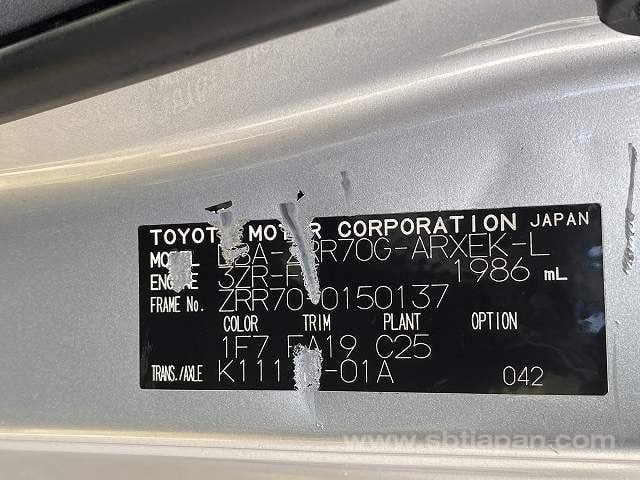 TOYOTA MOTOR CORPORATION JAPAN
MODEL DBA-ZRR70G-ARXEK-L
ENGINE 3ZR-F 1986 mL
FRAME No. ZRR70-0150137
COLOR TRIM PLANT OPTION
1F7 FA19 C25
TRANS./AXLE K111 -01A 042
www.sbtjapan.com